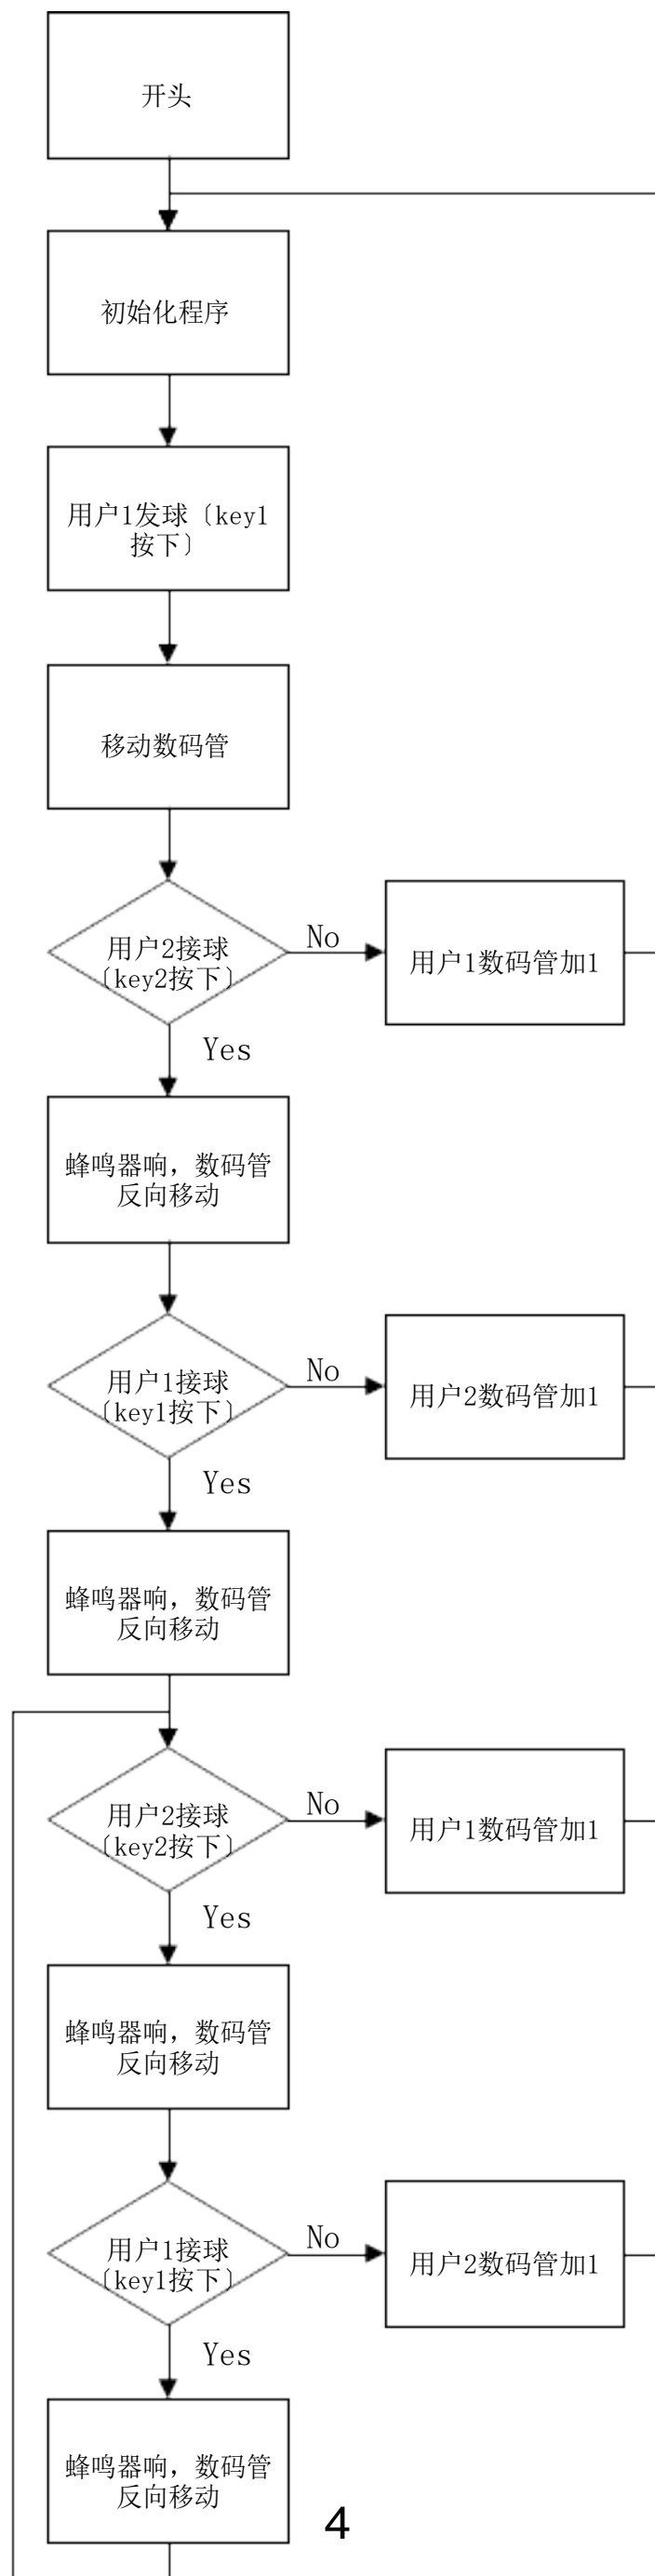 开头
初始化程序
用户1发球〔key1
按下〕
移动数码管
用户2接球
〔key2按下〕
No
用户1数码管加1
Yes
蜂鸣器响，数码管
反向移动
用户1接球
〔key1按下〕
No
用户2数码管加1
Yes
蜂鸣器响，数码管
反向移动
用户2接球
〔key2按下〕
No
用户1数码管加1
Yes
蜂鸣器响，数码管
反向移动
用户1接球
〔key1按下〕
No
用户2数码管加1
Yes
蜂鸣器响，数码管
反向移动
4